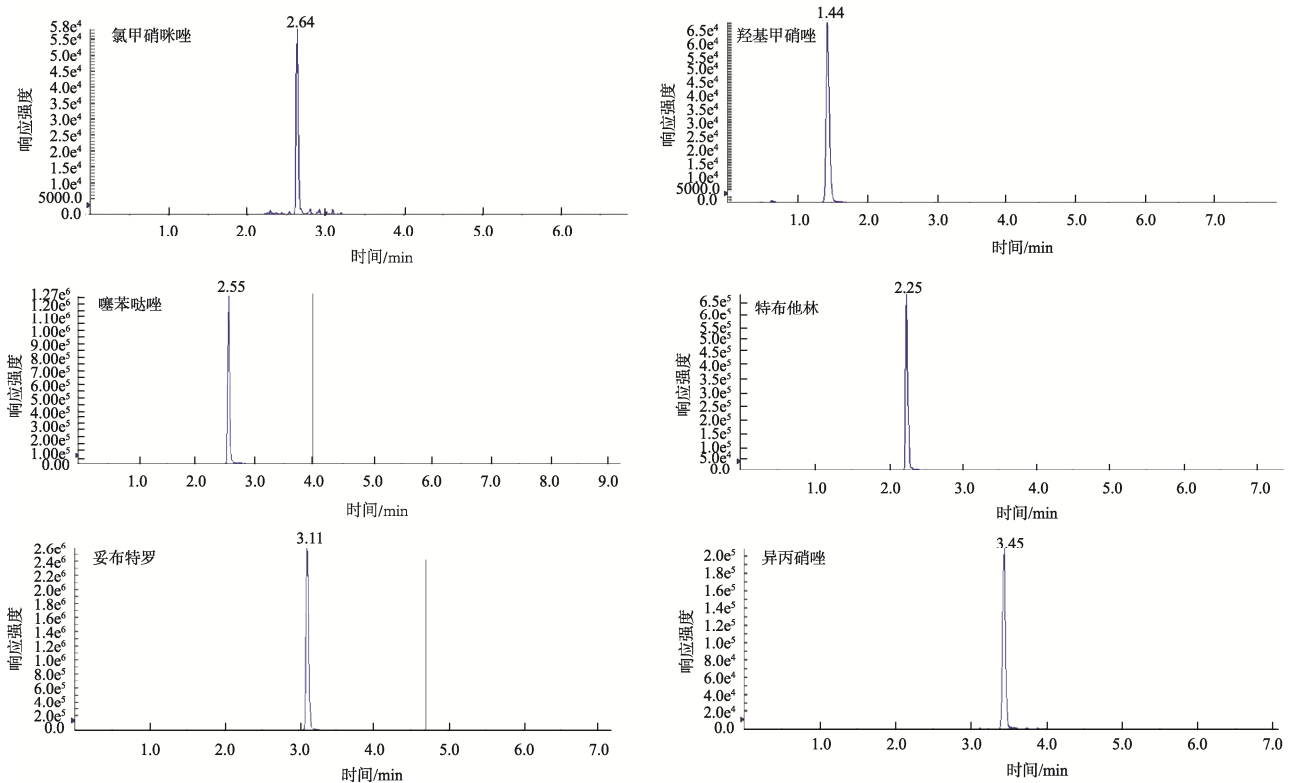 氯甲硝咪唑
2.64
响应强度
5.8e⁴
5.5e⁴
5.0e⁴
4.5e⁴
4.0e⁴
3.5e⁴
3.0e⁴
2.5e⁴
2.0e⁴
1.5e⁴
1.0e⁴
5000.0
0.0
1.0 2.0 3.0 4.0 5.0 6.0
时间/min
羟基甲硝唑
1.44
响应强度
6.5e⁴
6.0e⁴
5.5e⁴
5.0e⁴
4.5e⁴
4.0e⁴
3.5e⁴
3.0e⁴
2.5e⁴
2.0e⁴
1.5e⁴
1.0e⁴
5000.0
0.0
1.0 2.0 3.0 4.0 5.0 6.0 7.0
时间/min
噻苯哒唑
2.55
响应强度
1.27e⁶
1.20e⁶
1.10e⁶
1.00e⁶
9.00e⁵
8.00e⁵
7.00e⁵
6.00e⁵
5.00e⁵
4.00e⁵
3.00e⁵
2.00e⁵
1.00e⁵
0.00
1.0 2.0 3.0 4.0 5.0 6.0 7.0 8.0 9.0
时间/min
特布他林
2.25
响应强度
6.5e⁵
6.0e⁵
5.5e⁵
5.0e⁵
4.5e⁵
4.0e⁵
3.5e⁵
3.0e⁵
2.5e⁵
2.0e⁵
1.5e⁵
1.0e⁵
5.0e⁴
0.0
1.0 2.0 3.0 4.0 5.0 6.0 7.0
时间/min
妥布特罗
3.11
响应强度
2.6e⁶
2.4e⁶
2.2e⁶
2.0e⁶
1.8e⁶
1.6e⁶
1.4e⁶
1.2e⁶
1.0e⁶
8.0e⁵
6.0e⁵
4.0e⁵
2.0e⁵
0.0
1.0 2.0 3.0 4.0 5.0 6.0 7.0
时间/min
异丙硝唑
3.45
响应强度
2.0e⁵
1.8e⁵
1.6e⁵
1.4e⁵
1.2e⁵
1.0e⁵
8.0e⁴
6.0e⁴
4.0e⁴
2.0e⁴
0.0
1.0 2.0 3.0 4.0 5.0 6.0 7.0
时间/min